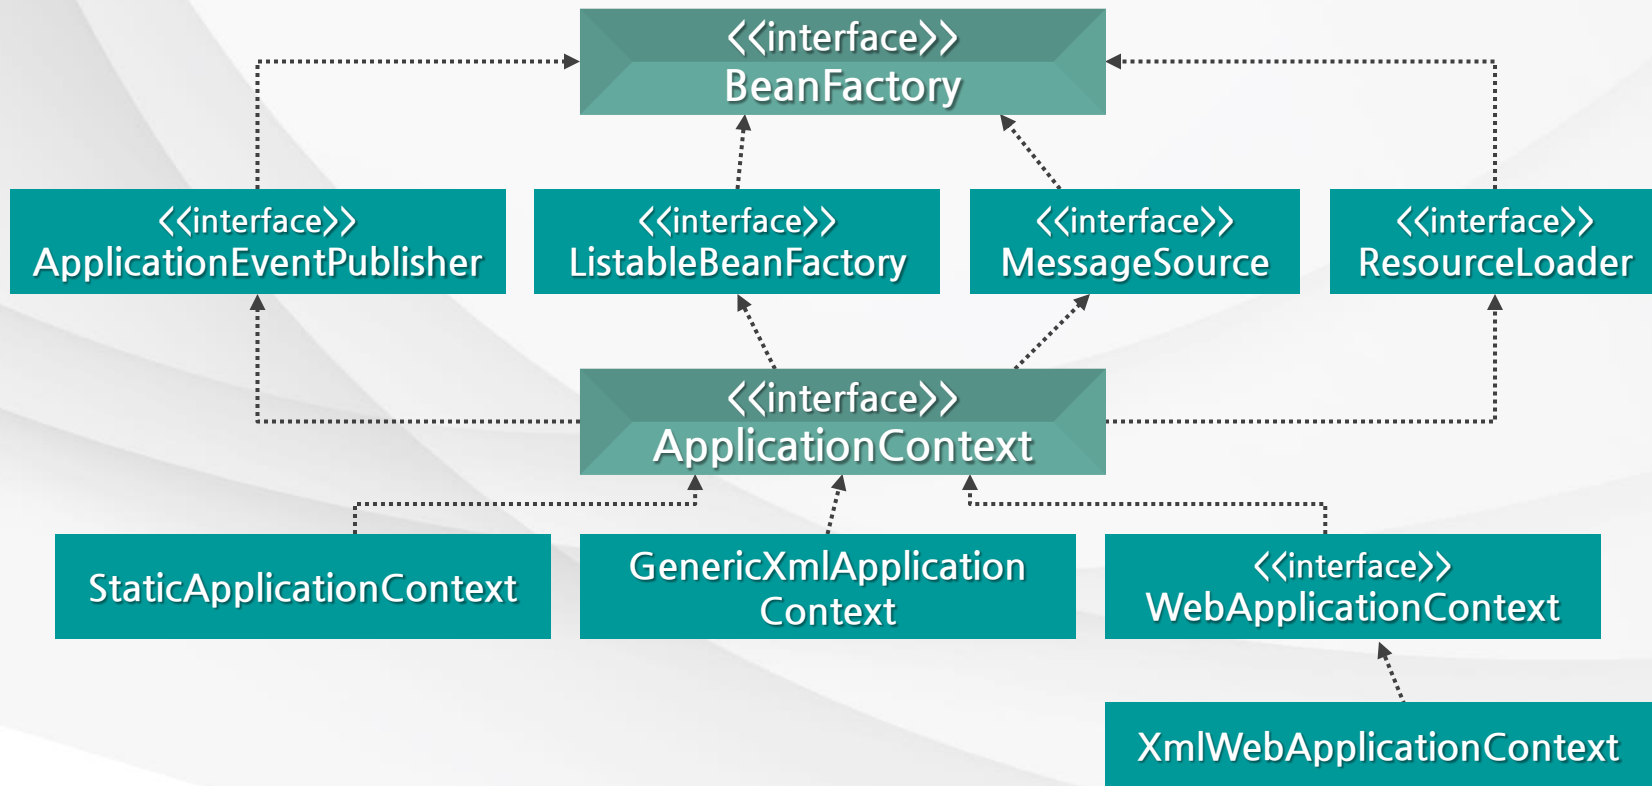 <<interface>>
BeanFactory
<<interface>>
ApplicationEventPublisher
<<interface>>
ListableBeanFactory
<<interface>>
MessageSource
<<interface>>
ResourceLoader
<<interface>>
ApplicationContext
StaticApplicationContext
GenericXmlApplication
Context
<<interface>>
WebApplicationContext
XmlWebApplicationContext